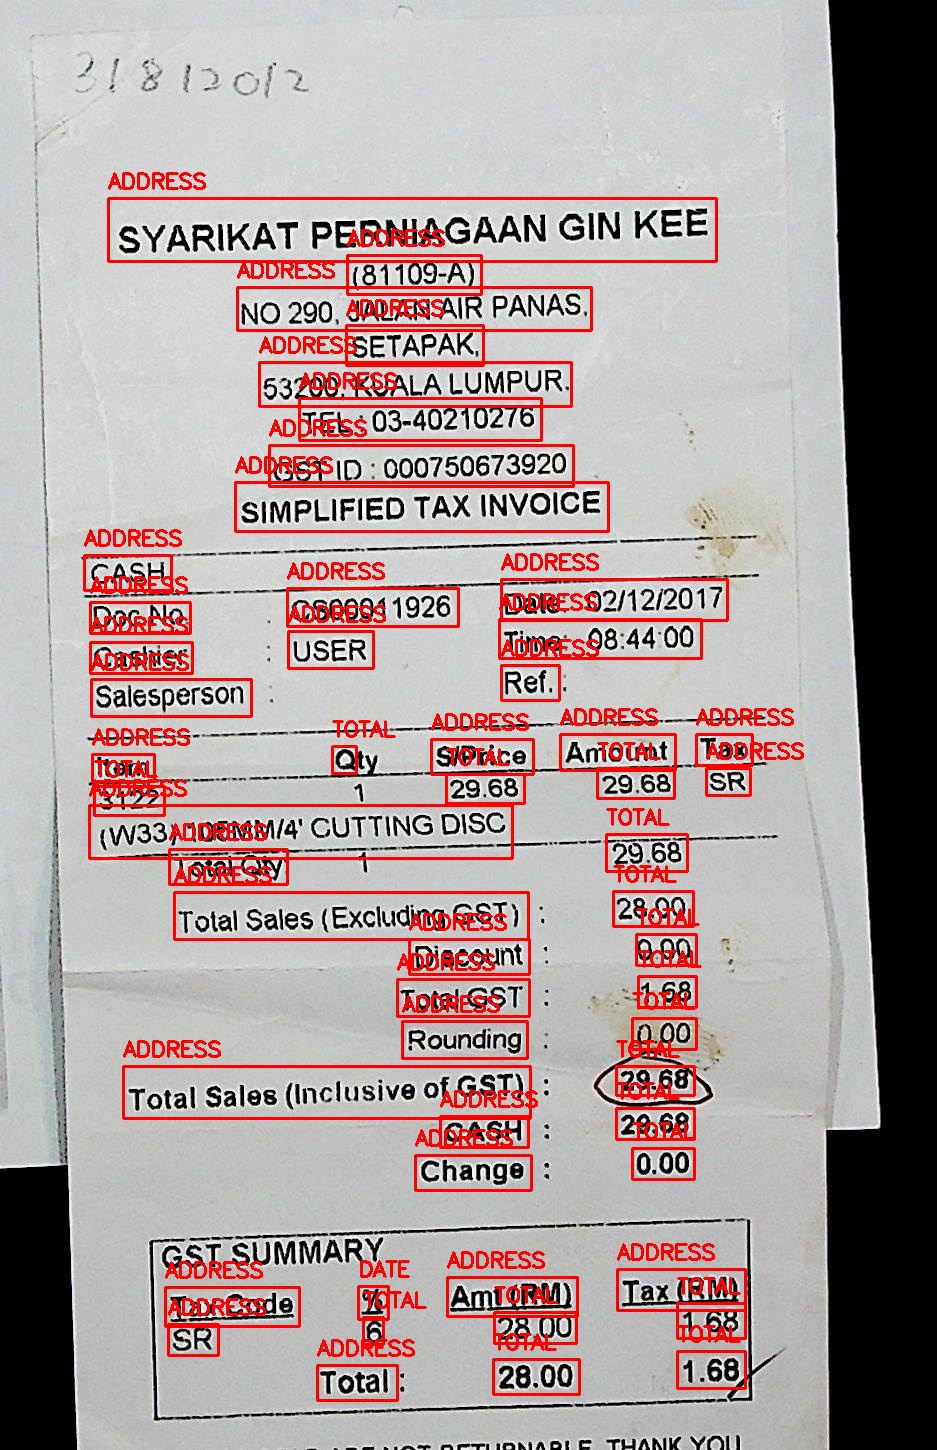 31812012
ADDRESS
SYARIKAT PERNIAGAAN GIN KEE
ADDRESS
(81109-A)
ADDRESS
NO 290, JALAN AIR PANAS,
ADDRESS
SETAPAK,
ADDRESS
53200, KUALA LUMPUR.
ADDRESS
TEL : 03-40210276
ADDRESS
GST ID : 000750673920
ADDRESS
SIMPLIFIED TAX INVOICE
ADDRESS
CASH
ADDRESS ADDRESS ADDRESS
Doc No : CS00011926 Date: 02/12/2017
ADDRESS ADDRESS ADDRESS
Cashier : USER Time: 08:44:00
ADDRESS ADDRESS
Salesperson : Ref. :
ADDRESS TOTAL ADDRESS ADDRESS ADDRESS
Item Qty S/Price Amount Tax
TOTAL TOTAL TOTAL ADDRESS
3122 1 29.68 29.68 SR
ADDRESS
(W33) 105MM/4' CUTTING DISC
ADDRESS TOTAL
Total Qty 1 29.68
ADDRESS TOTAL
Total Sales (Excluding GST) : 28.00
ADDRESS TOTAL
Discount : 0.00
ADDRESS TOTAL
Total GST : 1.68
ADDRESS TOTAL
Rounding : 0.00
ADDRESS TOTAL
Total Sales (Inclusive of GST) : 29.68
ADDRESS TOTAL
CASH : 29.68
ADDRESS TOTAL
Change : 0.00
GST SUMMARY
ADDRESS DATE ADDRESS ADDRESS
Tax Code % Amt (RM) Tax (RM)
ADDRESS TOTAL TOTAL TOTAL
SR 6 28.00 1.68
ADDRESS TOTAL TOTAL
Total : 28.00 1.68
ARE NOT RETURNABLE, THANK YOU